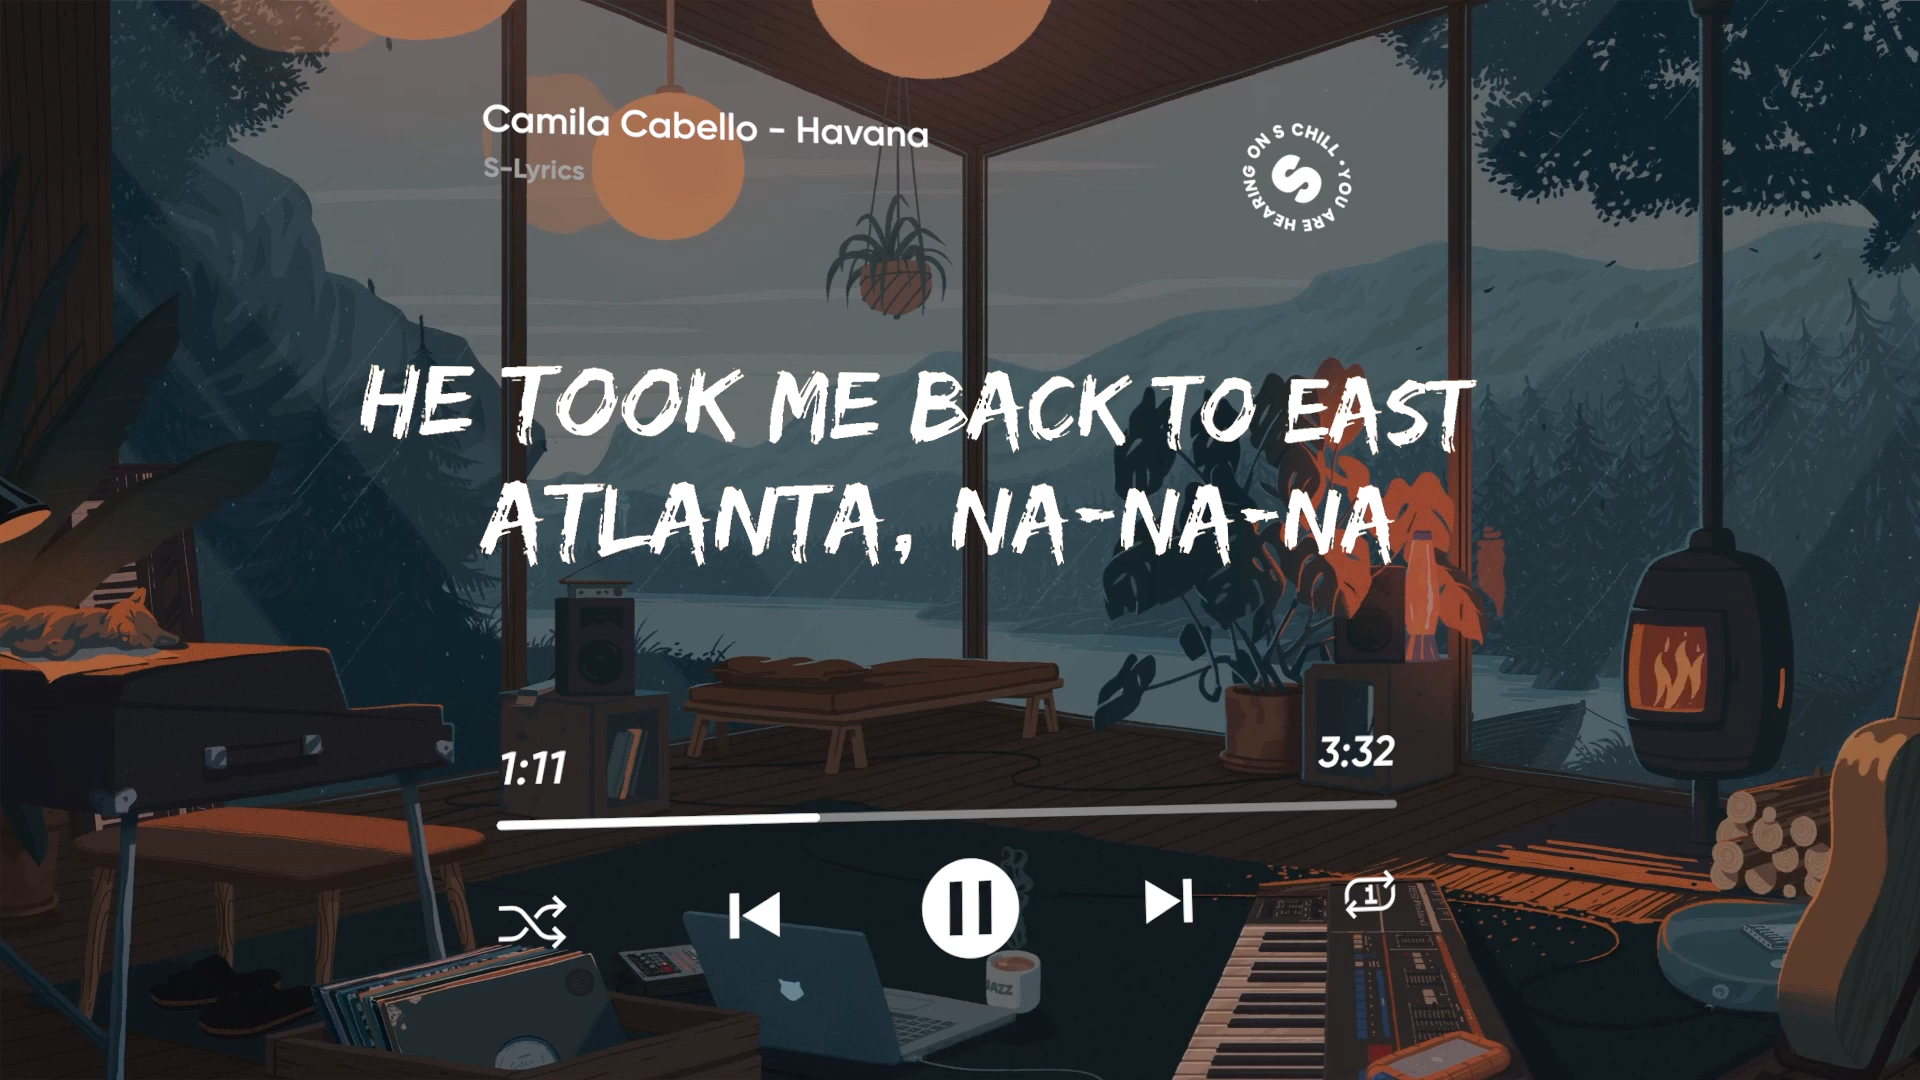 Camila Cabello - Havana
S-Lyrics
YOU ARE HEARING ON S CHILL •
S
HE TOOK ME BACK TO EAST
ATLANTA, NA-NA-NA
1:11
3:32
1
JAZZ